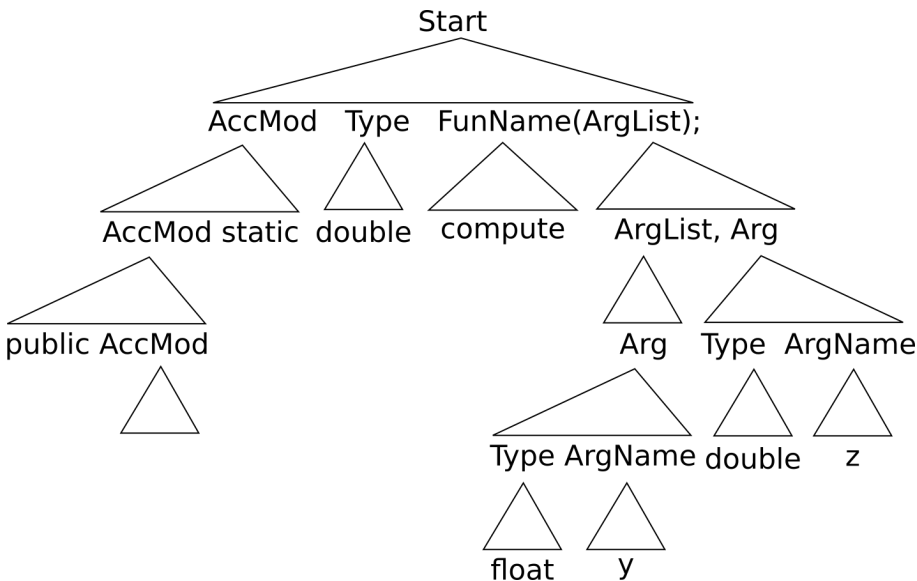 Start
AccMod Type FunName(ArgList);
AccMod static double compute ArgList, Arg
public AccMod Arg Type ArgName
Type ArgName double z
float y